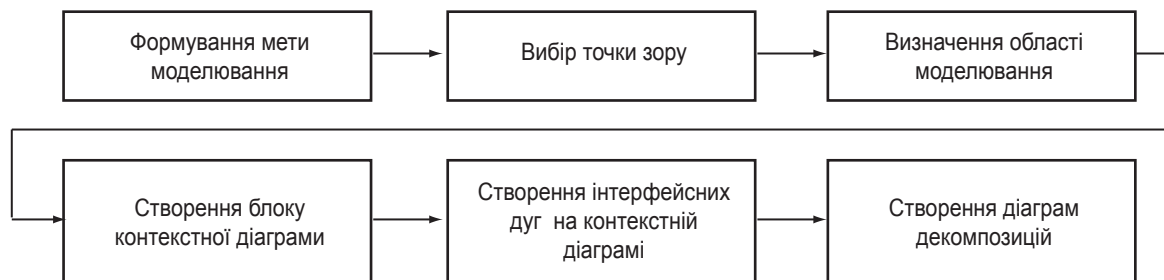 Формування мети
моделювання
Вибір точки зору
Визначення області
моделювання
Створення блоку
контекстної діаграми
Створення інтерфейсних
дуг на контекстній
діаграмі
Створення діаграм
декомпозицій